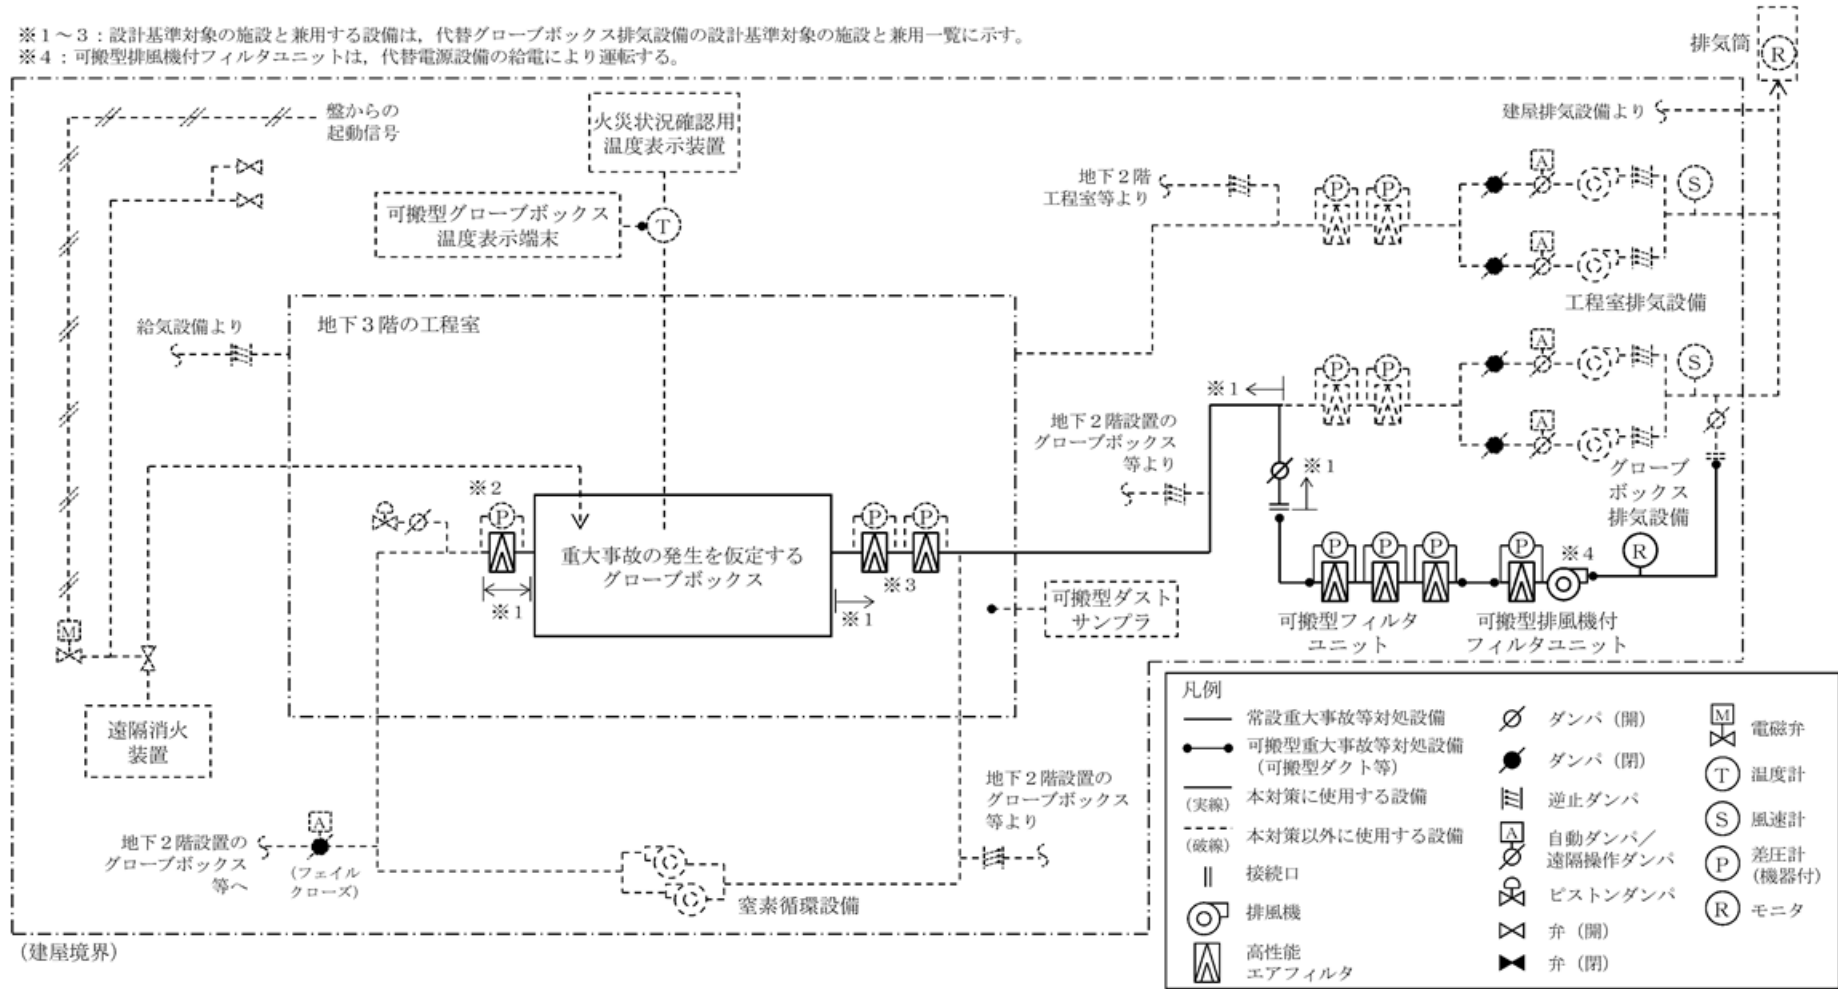 ※1～3：設計基準対象の施設と兼用する設備は，代替グローブボックス排気設備の設計基準対象の施設と兼用一覧に示す。
※4：可搬型排風機付フィルタユニットは，代替電源設備の給電により運転する。
排気筒
R
盤からの
起動信号
火災状況確認用
温度表示装置
建屋排気設備より
可搬型グローブボックス
温度表示端末
T
地下2階
工程室等より
P
P
A
S
A
工程室排気設備
給気設備より
地下3階の工程室
※1
P
P
A
S
A
地下2階設置の
グローブボックス
等より
※1
グローブ
ボックス
排気設備
※2
P
重大事故の発生を仮定する
グローブボックス
P
P
※3
※1
※1
P
P
P
P
※4
R
可搬型フィルタ
ユニット
可搬型排風機付
フィルタユニット
可搬型ダスト
サンプラ
M
遠隔消火
装置
地下2階設置の
グローブボックス
等へ
A
(フェイル
クローズ)
窒素循環設備
地下2階設置の
グローブボックス
等より
(建屋境界)
凡例
常設重大事故等対処設備
可搬型重大事故等対処設備
(可搬型ダクト等)
(実線)
本対策に使用する設備
(破線)
本対策以外に使用する設備
接続口
排風機
高性能
エアフィルタ
ダンパ（開）
ダンパ（閉）
逆止ダンパ
A
自動ダンパ／
遠隔操作ダンパ
ピストンダンパ
弁（開）
弁（閉）
M
電磁弁
T
温度計
S
風速計
P
差圧計
(機器付)
R
モニタ